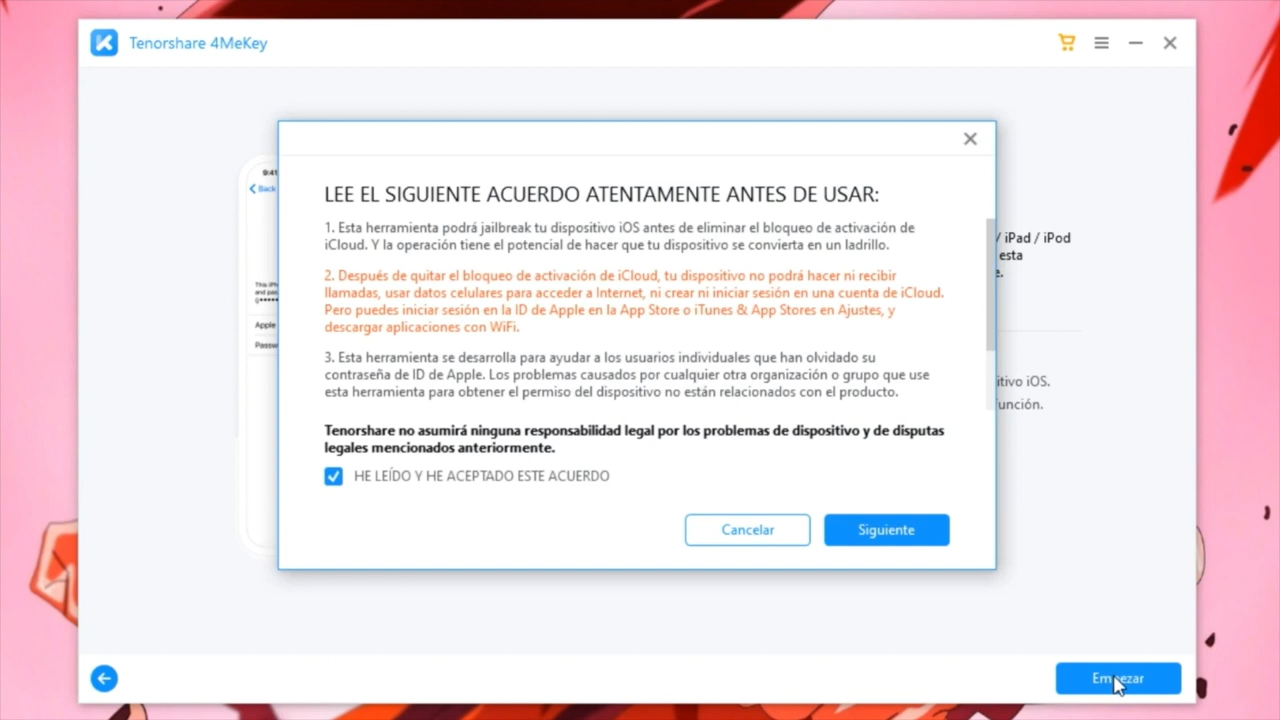 Tenorshare 4MeKey
9:41
Back
LEE EL SIGUIENTE ACUERDO ATENTAMENTE ANTES DE USAR:
1. Esta herramienta podrá jailbreak tu dispositivo iOS antes de eliminar el bloqueo de activación de
iCloud. Y la operación tiene el potencial de hacer que tu dispositivo se convierta en un ladrillo.
2. Después de quitar el bloqueo de activación de iCloud, tu dispositivo no podrá hacer ni recibir
llamadas, usar datos celulares para acceder a Internet, ni crear ni iniciar sesión en una cuenta de iCloud.
Pero puedes iniciar sesión en la ID de Apple en la App Store o iTunes & App Stores en Ajustes, y
descargar aplicaciones con WiFi.
3. Esta herramienta se desarrolla para ayudar a los usuarios individuales que han olvidado su
contraseña de ID de Apple. Los problemas causados por cualquier otra organización o grupo que use
esta herramienta para obtener el permiso del dispositivo no están relacionados con el producto.
Tenorshare no asumirá ninguna responsabilidad legal por los problemas de dispositivo y de disputas
legales mencionados anteriormente.
HE LEÍDO Y HE ACEPTADO ESTE ACUERDO
Cancelar
Siguiente
This iPh
and pas
Apple
Passw
/ iPad / iPod
esta
e.
itivo iOS.
unción.
Empezar